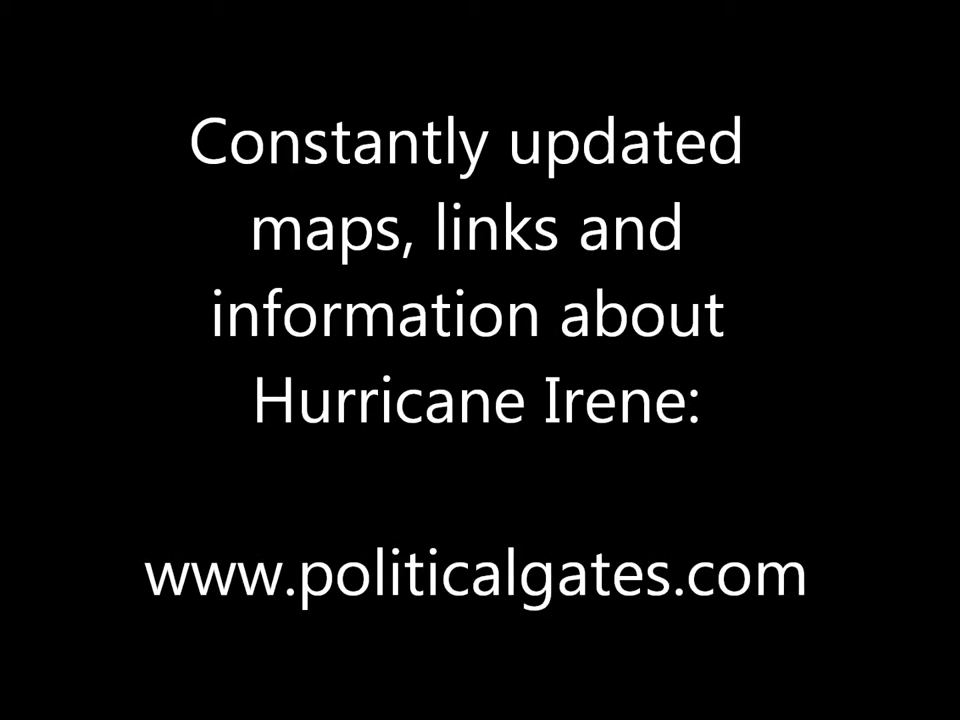 Constantly updated
maps, links and
information about
Hurricane Irene:
www.politicalgates.com